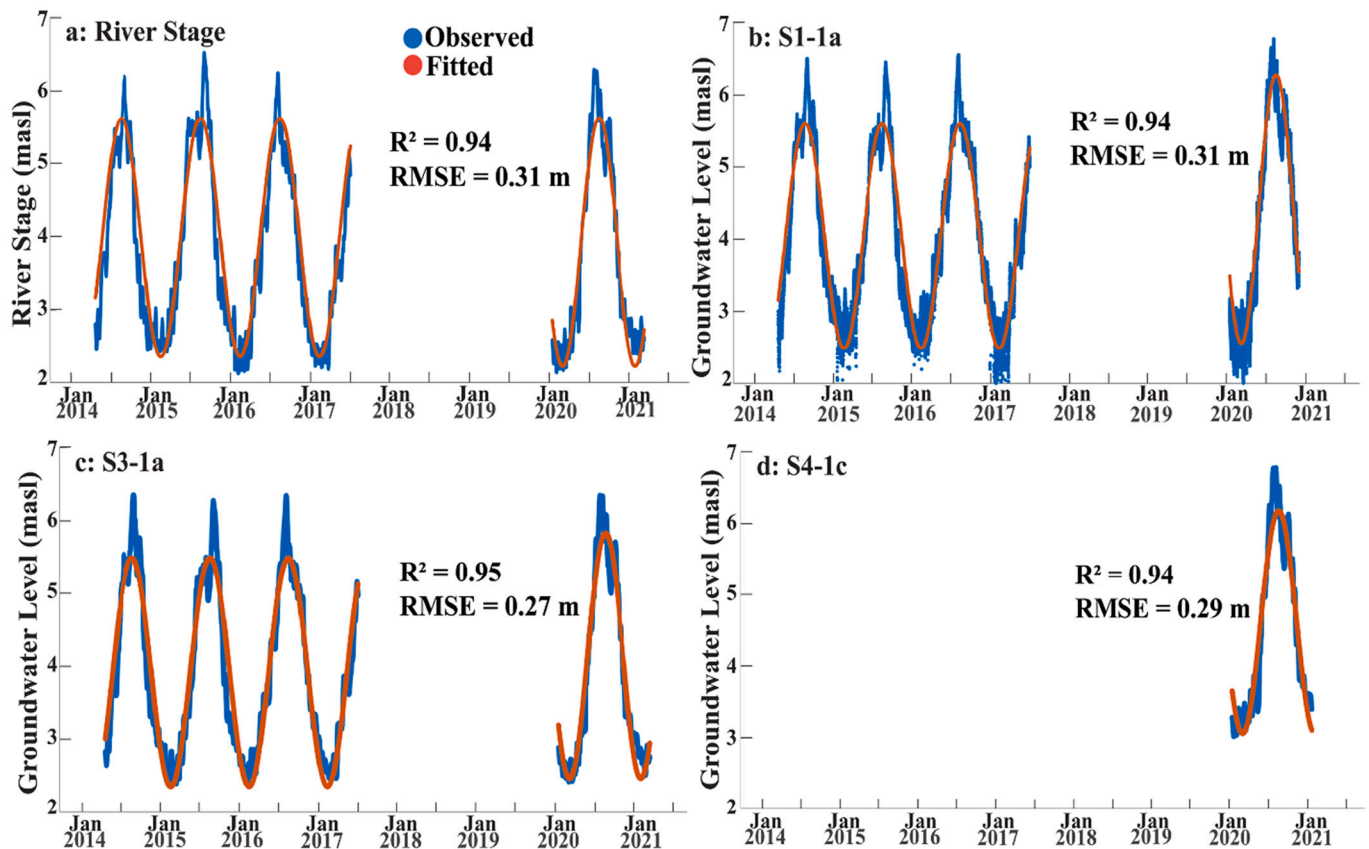 a: River Stage
Observed
Fitted
R² = 0.94
RMSE = 0.31 m
River Stage (masl)
7
6
5
4
3
2
Jan Jan Jan Jan Jan Jan Jan Jan
2014 2015 2016 2017 2018 2019 2020 2021
b: S1-1a
R² = 0.94
RMSE = 0.31 m
Groundwater Level (masl)
7
6
5
4
3
2
Jan Jan Jan Jan Jan Jan Jan Jan
2014 2015 2016 2017 2018 2019 2020 2021
c: S3-1a
R² = 0.95
RMSE = 0.27 m
Groundwater Level (masl)
7
6
5
4
3
2
Jan Jan Jan Jan Jan Jan Jan Jan
2014 2015 2016 2017 2018 2019 2020 2021
d: S4-1c
R² = 0.94
RMSE = 0.29 m
Groundwater Level (masl)
7
6
5
4
3
2
Jan Jan Jan Jan Jan Jan Jan Jan
2014 2015 2016 2017 2018 2019 2020 2021